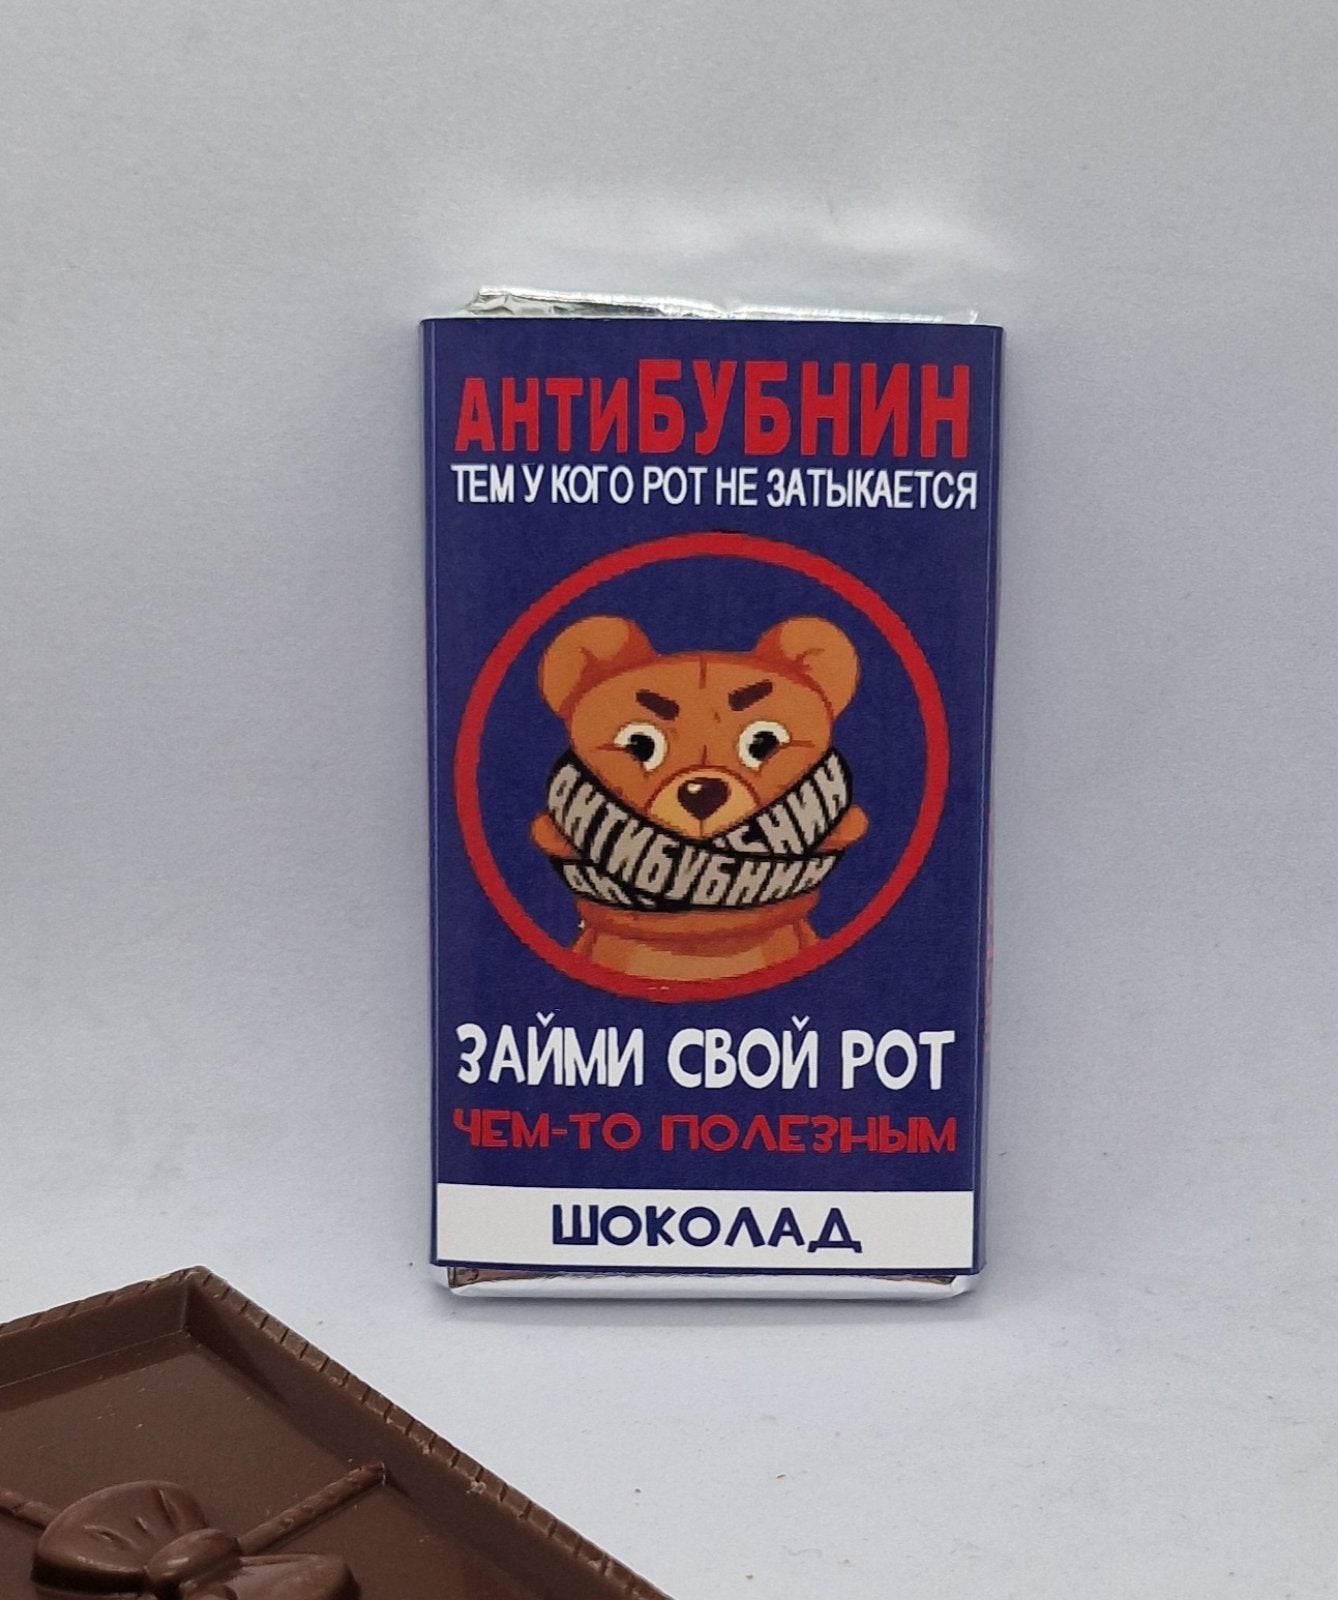 антиБУБНИН
ТЕМ У КОГО РОТ НЕ ЗАТЫКАЕТСЯ
АНТИБУБНИН
ЗАЙМИ СВОЙ РОТ
ЧЕМ-ТО ПОЛЕЗНЫМ
ШОКОЛАД